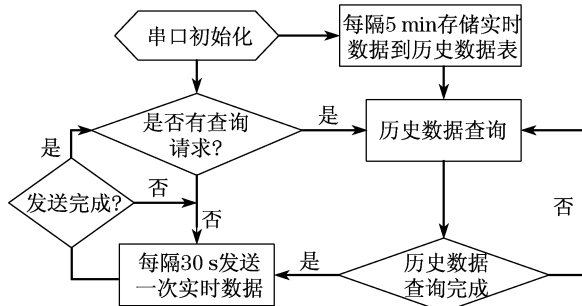 串口初始化
每隔5 min存储实时
数据到历史数据表
是否有查询
请求?
是
历史数据查询
是
发送完成?
否
否
否
每隔30 s发送
一次实时数据
是
历史数据
查询完成